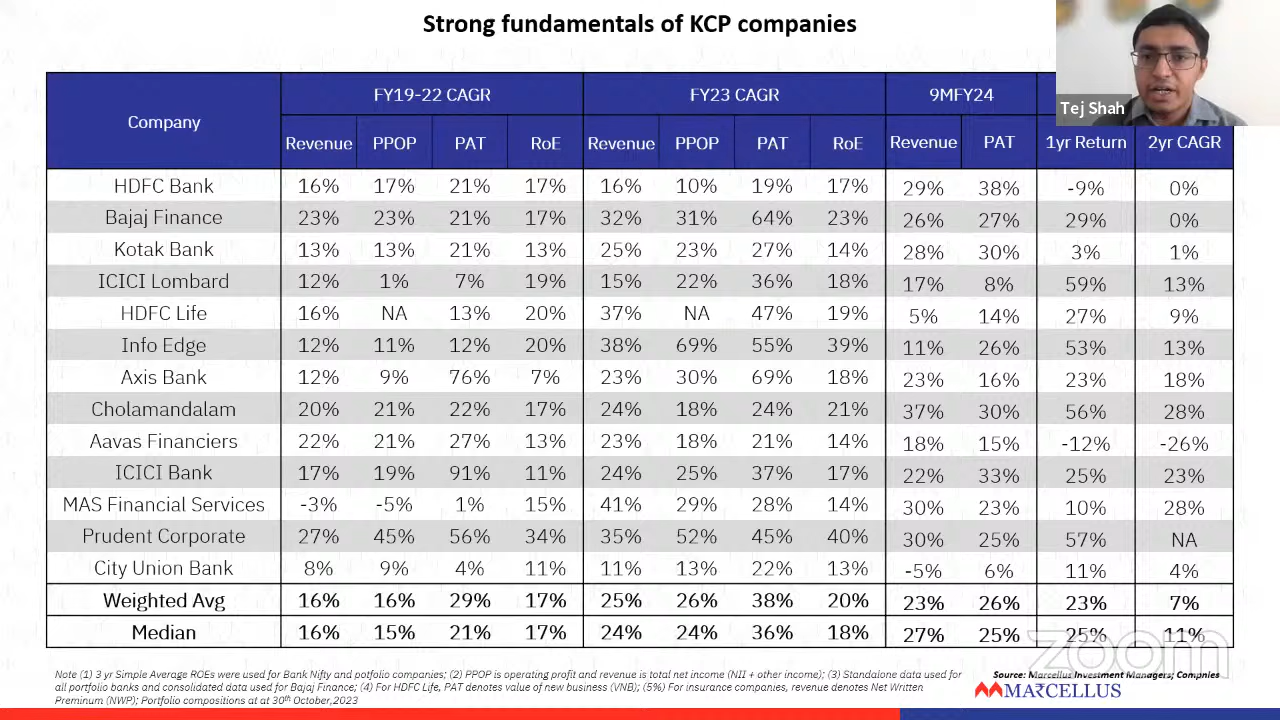 Strong fundamentals of KCP companies
Tej Shah
Company FY19-22 CAGR FY23 CAGR 9MFY24
Revenue PPOP PAT RoE Revenue PPOP PAT RoE Revenue PAT 1yr Return 2yr CAGR
HDFC Bank 16% 17% 21% 17% 16% 10% 19% 17% 29% 38% -9% 0%
Bajaj Finance 23% 23% 21% 17% 32% 31% 64% 23% 26% 27% 29% 0%
Kotak Bank 13% 13% 21% 13% 25% 23% 27% 14% 28% 30% 3% 1%
ICICI Lombard 12% 1% 7% 19% 15% 22% 36% 18% 17% 8% 59% 13%
HDFC Life 16% NA 13% 20% 37% NA 47% 19% 5% 14% 27% 9%
Info Edge 12% 11% 12% 20% 38% 69% 55% 39% 11% 26% 53% 13%
Axis Bank 12% 9% 76% 7% 23% 30% 69% 18% 23% 16% 23% 18%
Cholamandalam 20% 21% 22% 17% 24% 18% 24% 21% 37% 30% 56% 28%
Aavas Financiers 22% 21% 27% 13% 23% 18% 21% 14% 18% 15% -12% -26%
ICICI Bank 17% 19% 91% 11% 24% 25% 37% 17% 22% 33% 25% 23%
MAS Financial Services -3% -5% 1% 15% 41% 29% 28% 14% 30% 23% 10% 28%
Prudent Corporate 27% 45% 56% 34% 35% 52% 45% 40% 30% 25% 57% NA
City Union Bank 8% 9% 4% 11% 11% 13% 22% 13% -5% 6% 11% 4%
Weighted Avg 16% 16% 29% 17% 25% 26% 38% 20% 23% 26% 23% 7%
Median 16% 15% 21% 17% 24% 24% 36% 18% 27% 25% 25% 11%
zoom
Note (1) 3 yr Simple Average ROEs were used for Bank Nifty and portfolio companies; (2) PPOP is operating profit and revenue is total net income (NII + other income); (3) Standalone data used for
all portfolio banks and consolidated data used for Bajaj Finance; (4) For HDFC Life, PAT denotes value of new business (VNB); (5%) For insurance companies, revenue denotes Net Written
Preminum (NWP); Portfolio compositions at at 30th October,2023
Source: Marcellus Investment Managers; Companies
MARCELLUS